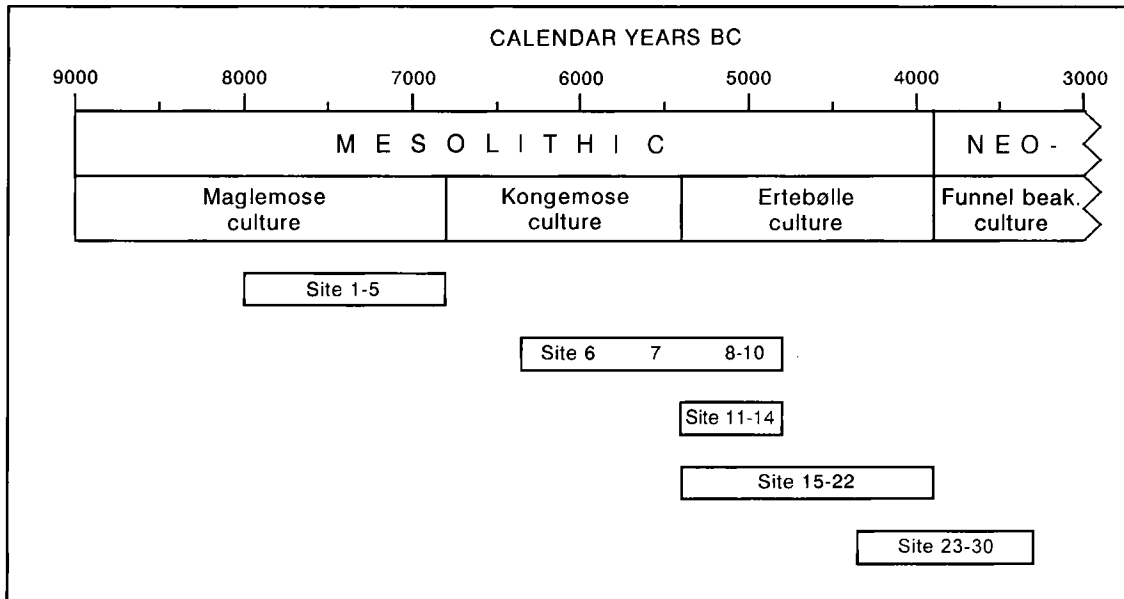 CALENDAR YEARS BC
9000 8000 7000 6000 5000 4000 3000
MESOLITHIC NEO-
Maglemose culture
Kongemose culture
Ertebølle culture
Funnel beak. culture
Site 1-5
Site 6 7 8-10
Site 11-14
Site 15-22
Site 23-30